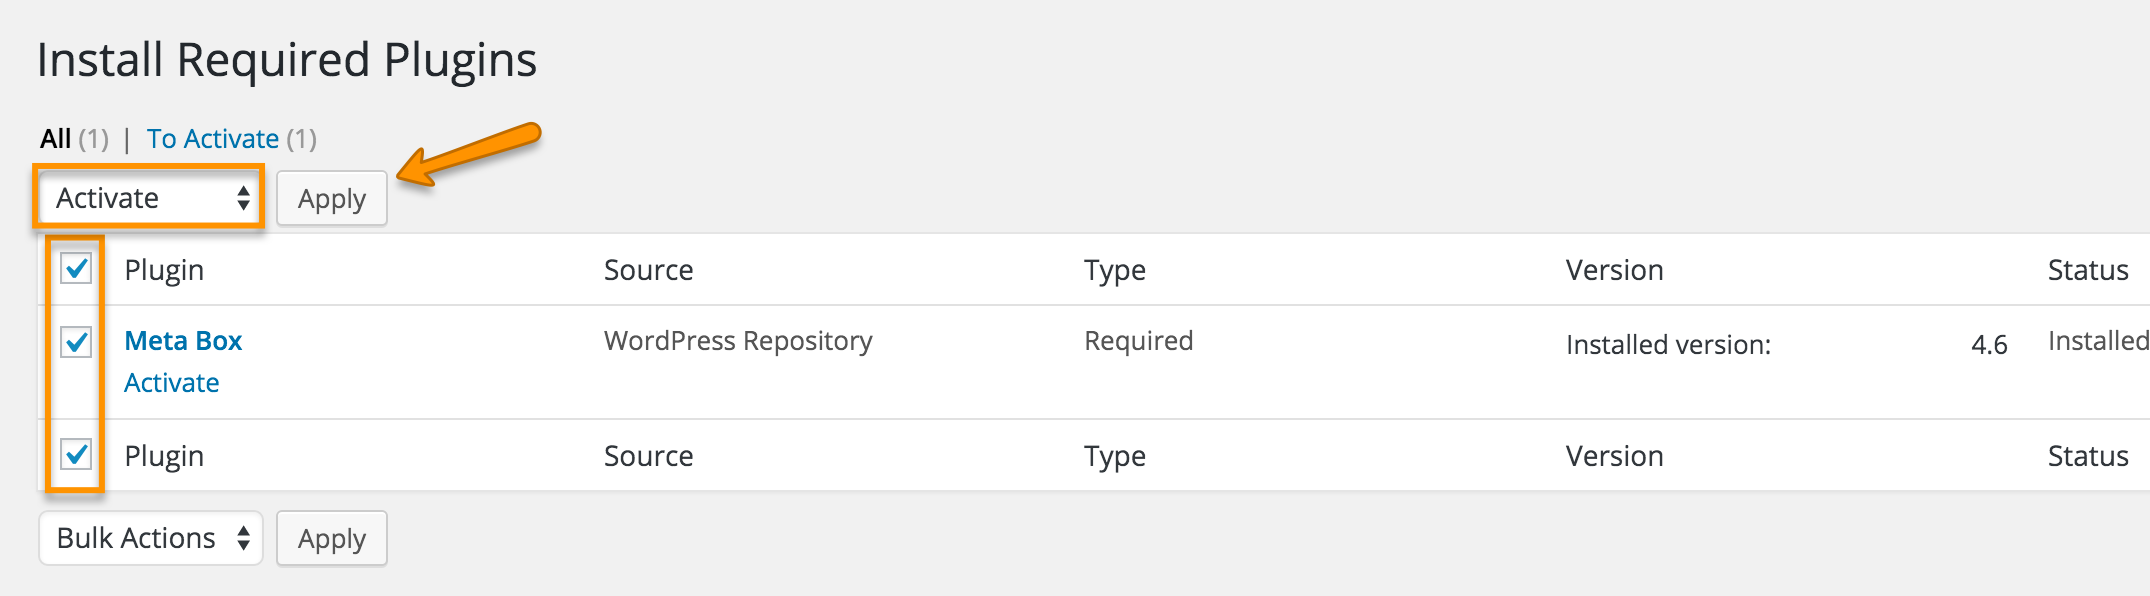 Install Required Plugins
All (1) | To Activate (1)
Activate Apply
Plugin Source Type Version Status
Meta Box WordPress Repository Required Installed version: 4.6 Installed
Activate
Plugin Source Type Version Status
Bulk Actions Apply